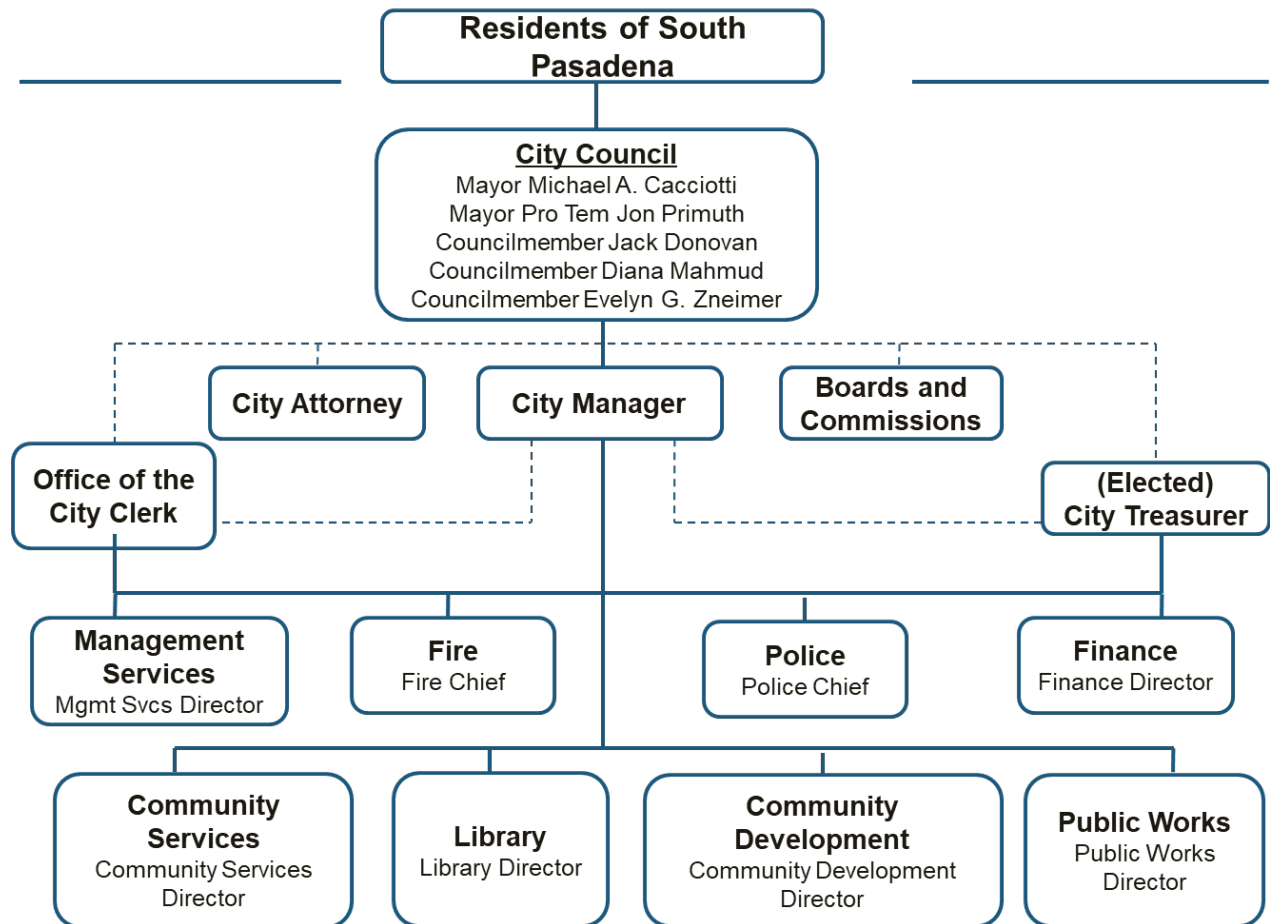 Residents of South
Pasadena
City Council
Mayor Michael A. Cacciotti
Mayor Pro Tem Jon Primuth
Councilmember Jack Donovan
Councilmember Diana Mahmud
Councilmember Evelyn G. Zneimer
City Attorney
City Manager
Boards and
Commissions
Office of the
City Clerk
(Elected)
City Treasurer
Management
Services
Mgmt Svcs Director
Fire
Fire Chief
Police
Police Chief
Finance
Finance Director
Community
Services
Community Services
Director
Library
Library Director
Community
Development
Community Development
Director
Public Works
Public Works
Director